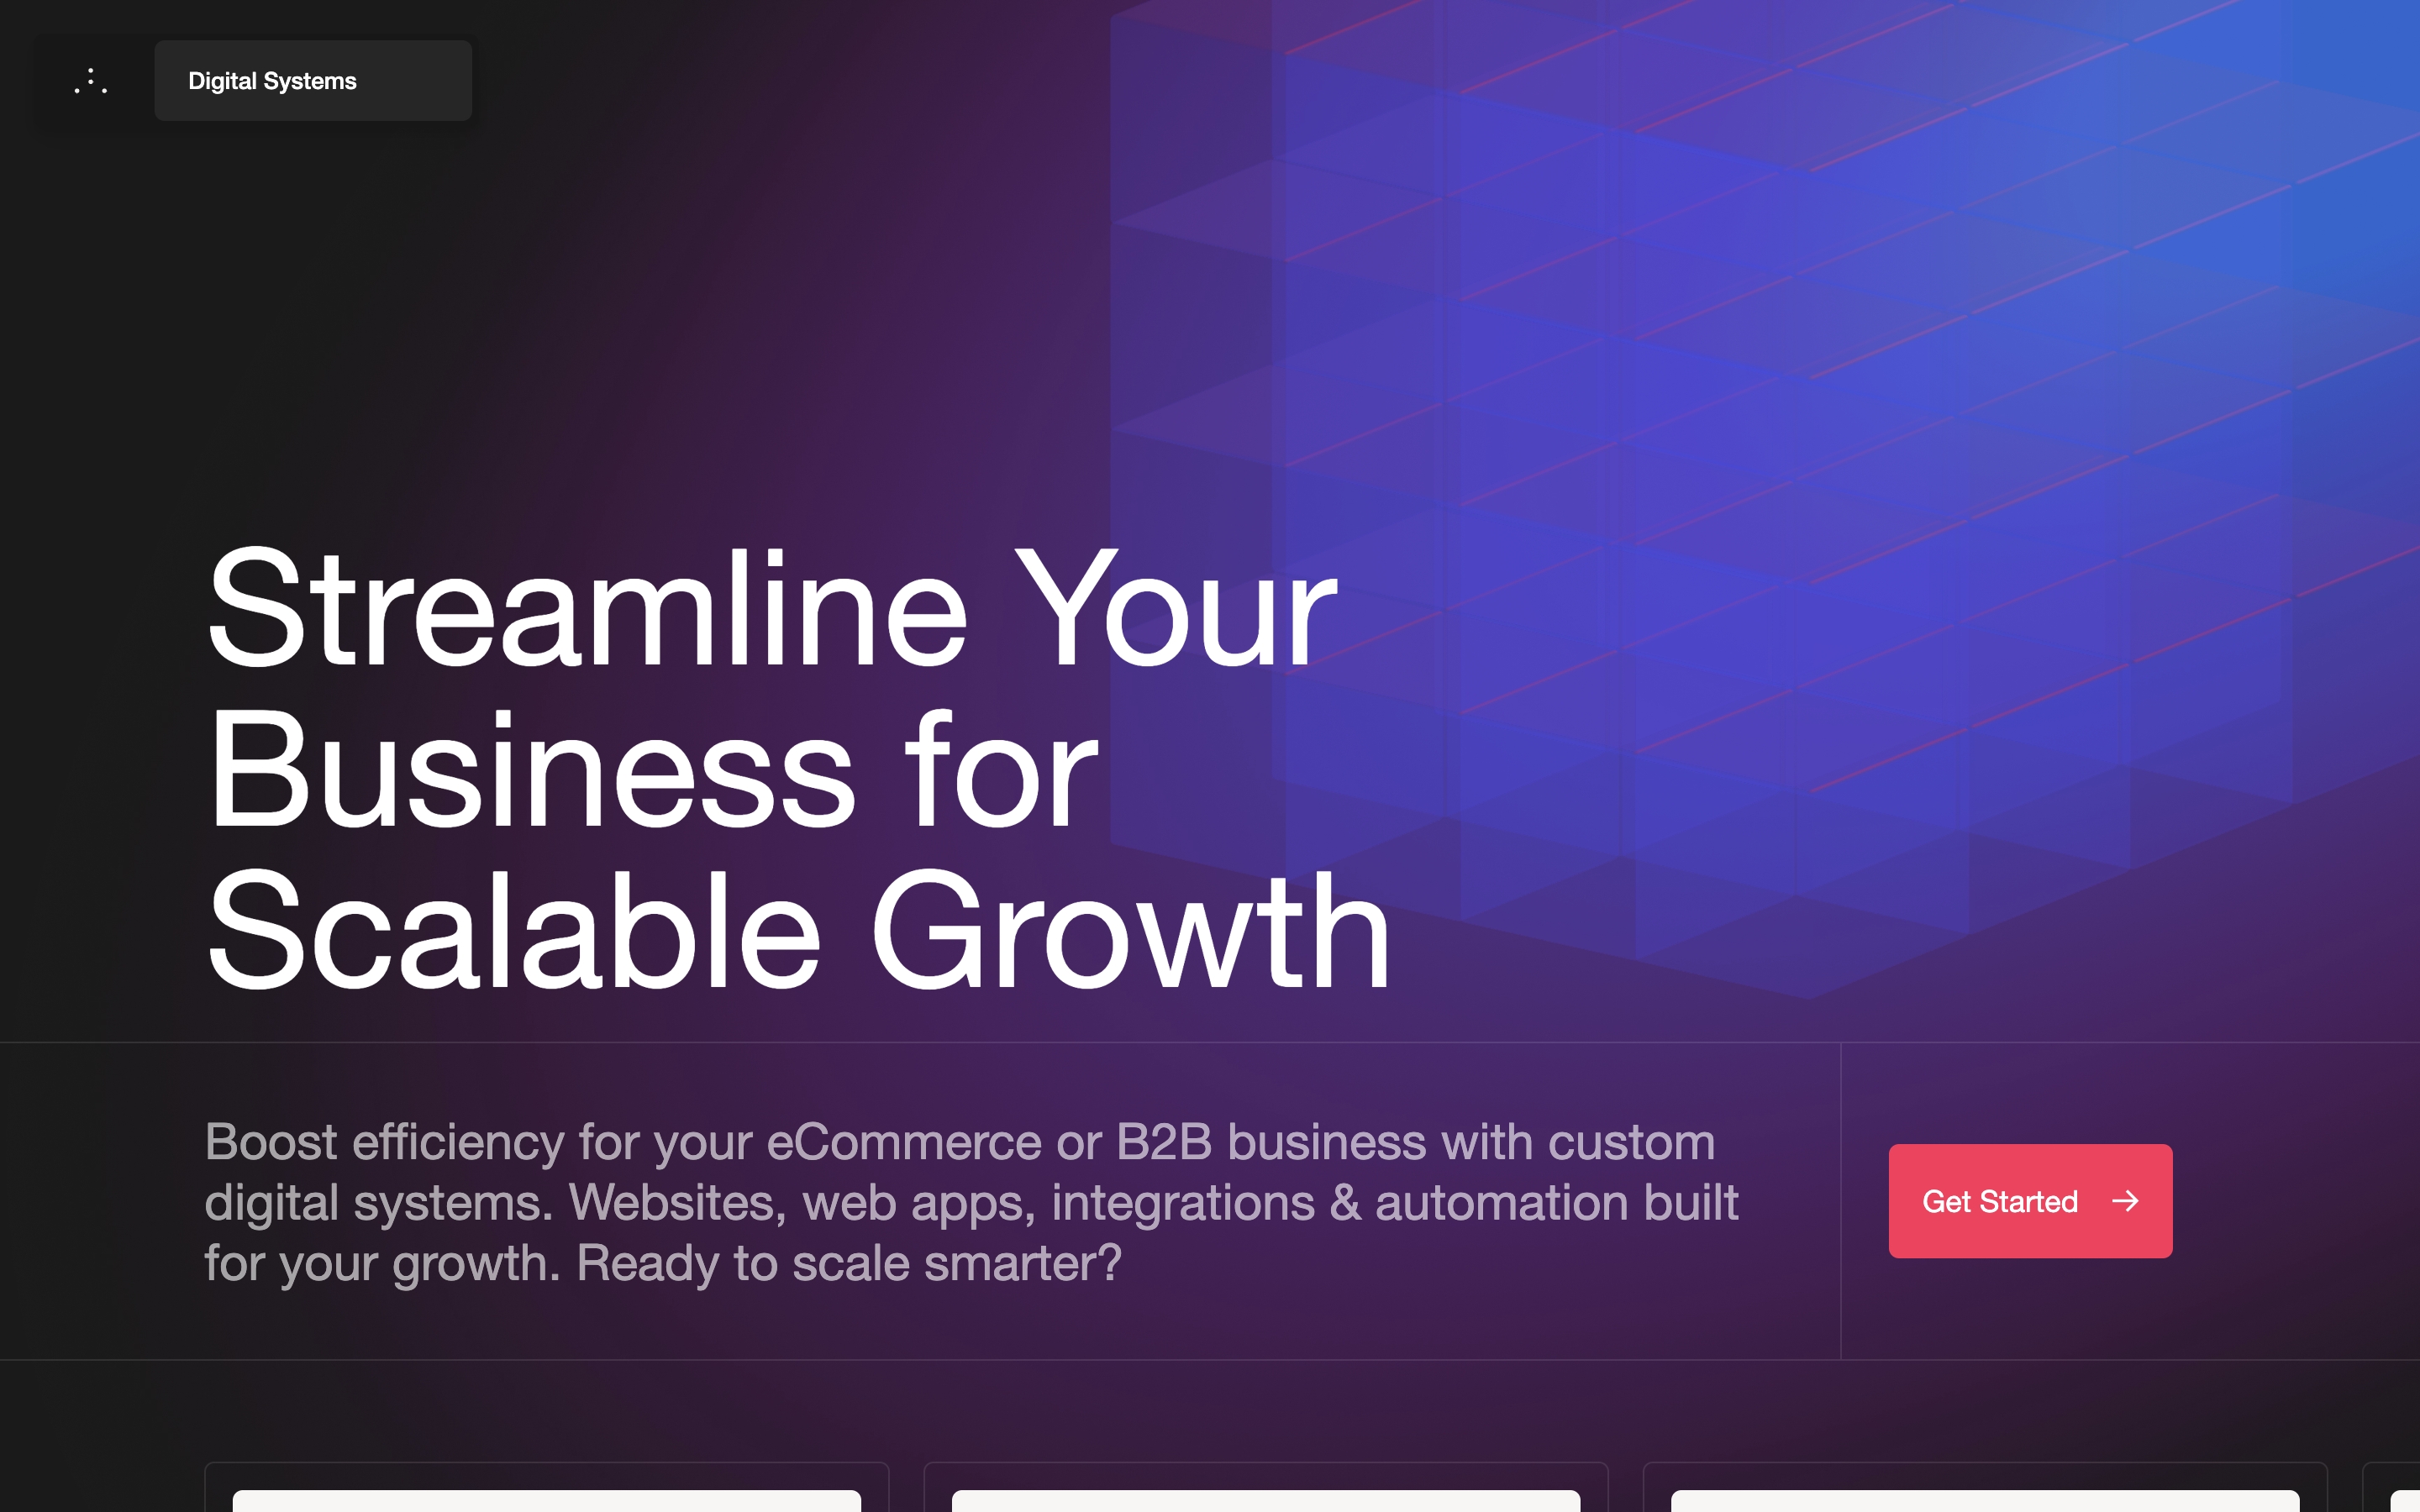 Digital Systems
Streamline Your
Business for
Scalable Growth
Boost efficiency for your eCommerce or B2B business with custom
digital systems. Websites, web apps, integrations & automation built
for your growth. Ready to scale smarter?
Get Started